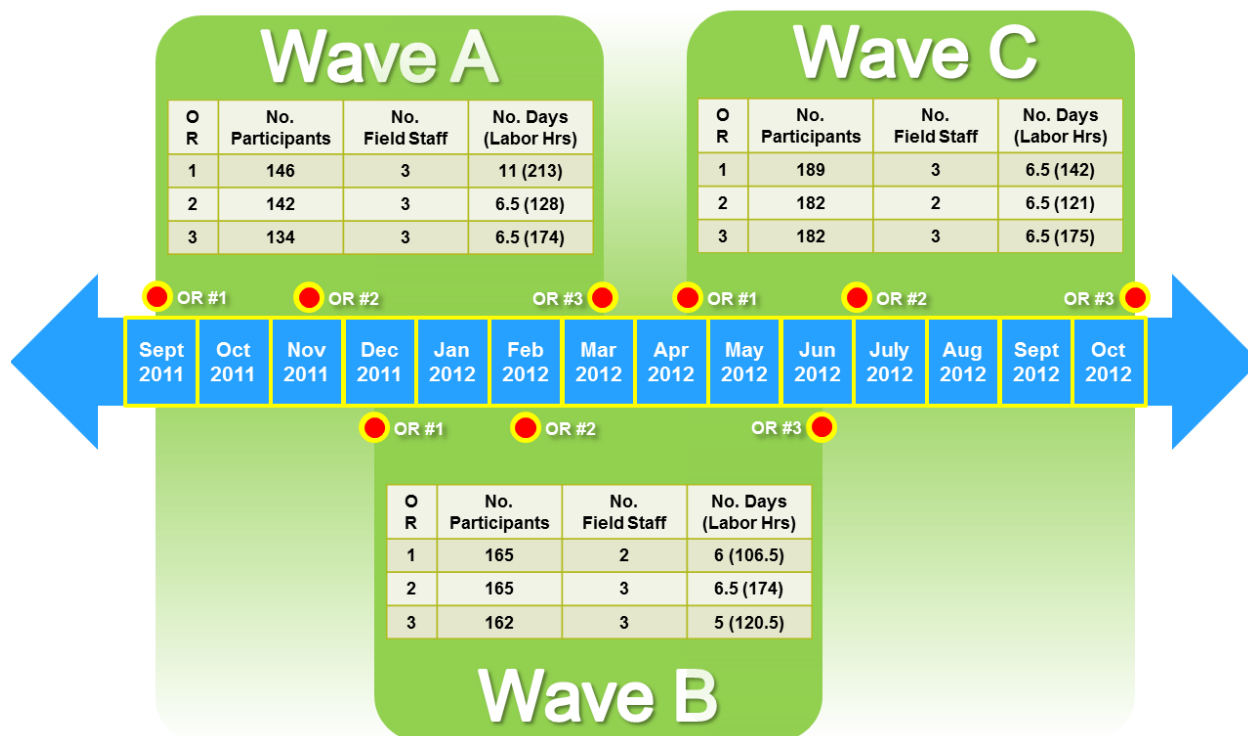 Wave A
O R No. Participants No. Field Staff No. Days (Labor Hrs)
1 146 3 11 (213)
2 142 3 6.5 (128)
3 134 3 6.5 (174)
Wave C
O R No. Participants No. Field Staff No. Days (Labor Hrs)
1 189 3 6.5 (142)
2 182 2 6.5 (121)
3 182 3 6.5 (175)
OR #1 OR #2 OR #3 OR #1 OR #2 OR #3
Sept Oct Nov Dec Jan Feb Mar Apr May Jun July Aug Sept Oct
2011 2011 2011 2011 2012 2012 2012 2012 2012 2012 2012 2012 2012 2012
OR #1 OR #2 OR #3
O R No. Participants No. Field Staff No. Days (Labor Hrs)
1 165 2 6 (106.5)
2 165 3 6.5 (174)
3 162 3 5 (120.5)
Wave B